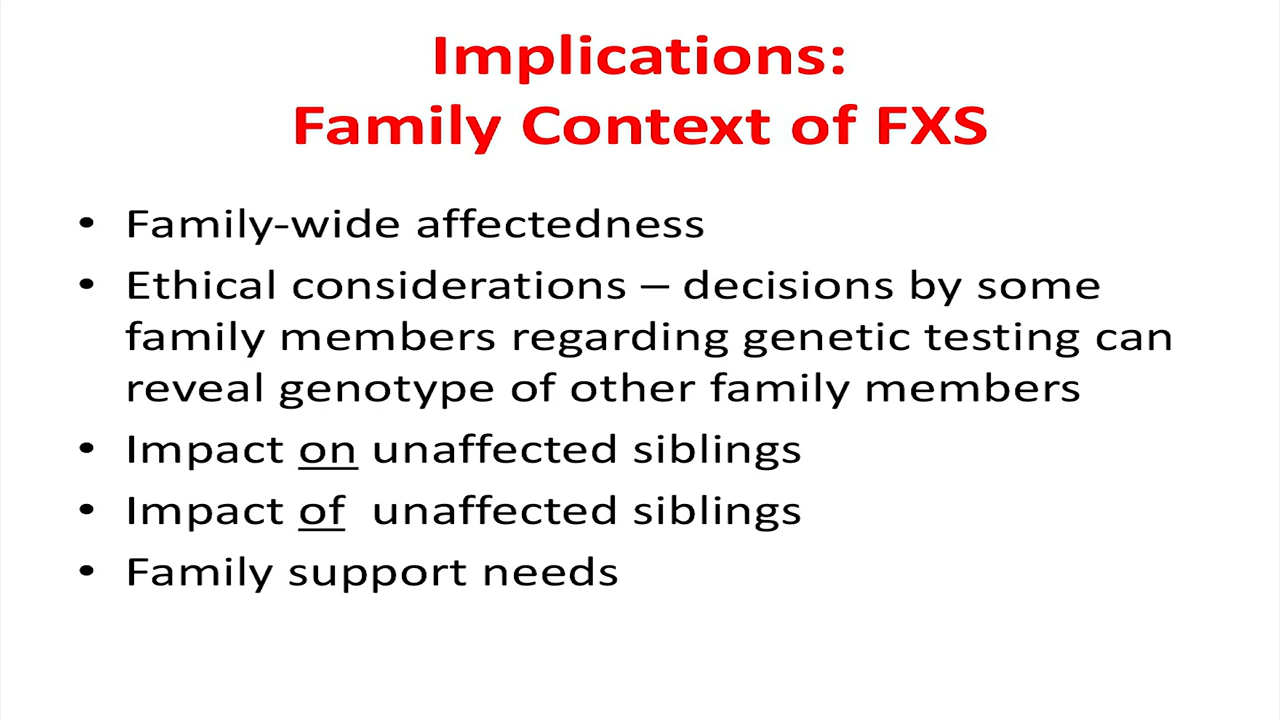 Implications:
Family Context of FXS
• Family-wide affectedness
• Ethical considerations – decisions by some
family members regarding genetic testing can
reveal genotype of other family members
• Impact on unaffected siblings
• Impact of unaffected siblings
• Family support needs